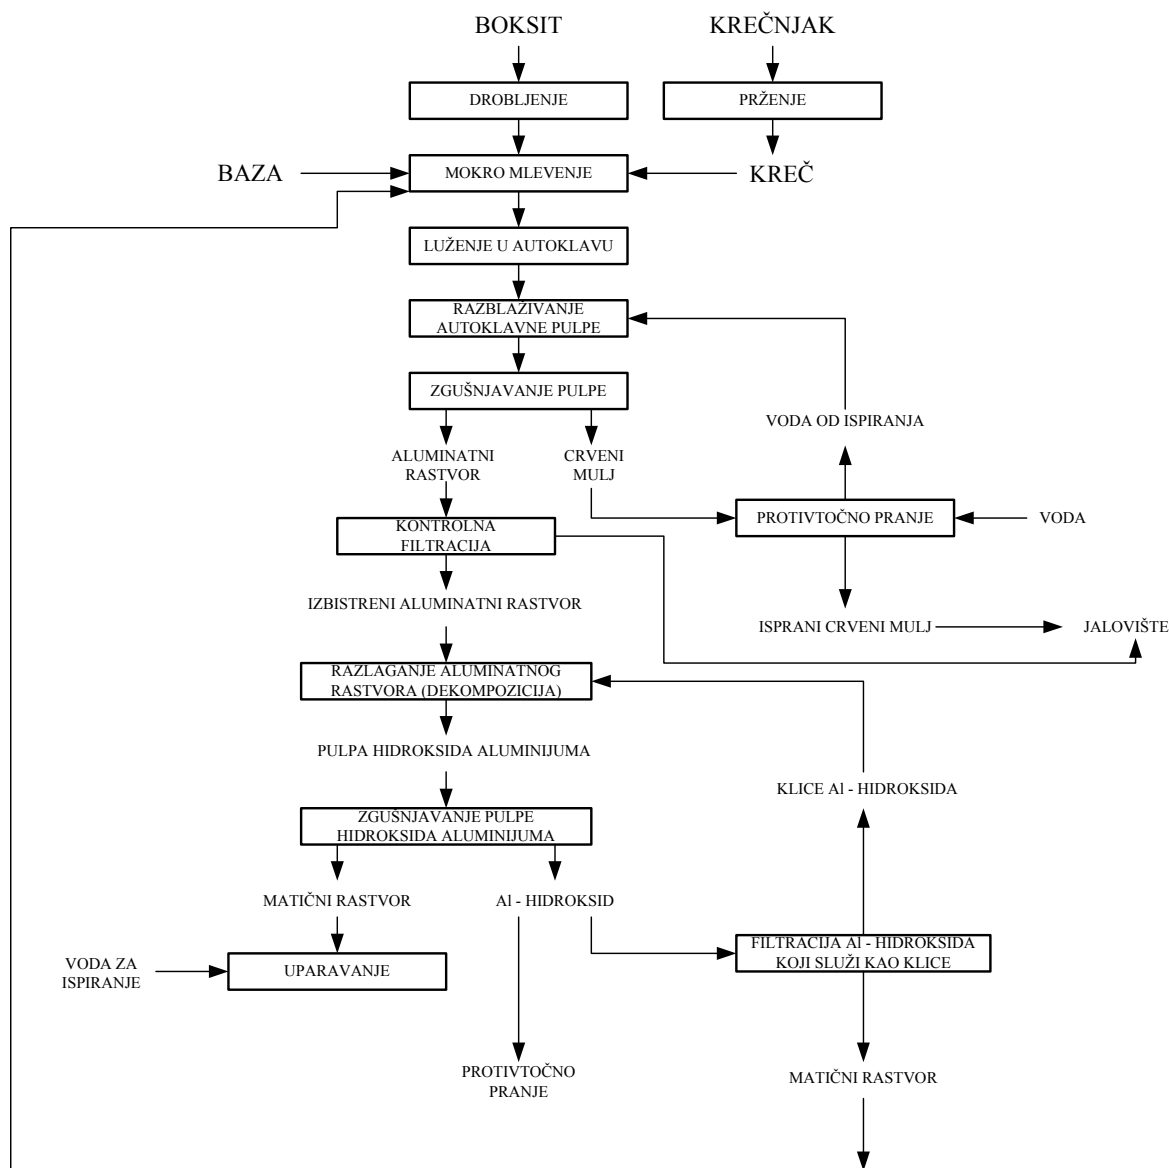 BOKSIT
KREČNJAK
DROBLJENJE
PRŽENJE
BAZA
MOKRO MLEVENJE
KREČ
LUŽENJE U AUTOKLAVU
RAZBLAŽIVANJE
AUTOKLAVNE PULPE
ZGUŠNJAVANJE PULPE
VODA OD ISPIRANJA
ALUMINATNI
RASTVOR
CRVENI
MULJ
KONTROLNA
FILTRACIJA
PROTIVTOČNO PRANJE
VODA
IZBISTRENI ALUMINATNI RASTVOR
ISPRANI CRVENI MULJ
JALOVIŠTE
RAZLAGANJE ALUMINATNOG
RASTVORA (DEKOMPOZICIJA)
PULPA HIDROKSIDA ALUMINIJUMA
KLICE Al - HIDROKSIDA
ZGUŠNJAVANJE PULPE
HIDROKSIDA ALUMINIJUMA
MATIČNI RASTVOR
Al - HIDROKSID
FILTRACIJA Al - HIDROKSIDA
KOJI SLUŽI KAO KLICE
VODA ZA
ISPIRANJE
UPARAVANJE
PROTIVTOČNO
PRANJE
MATIČNI RASTVOR